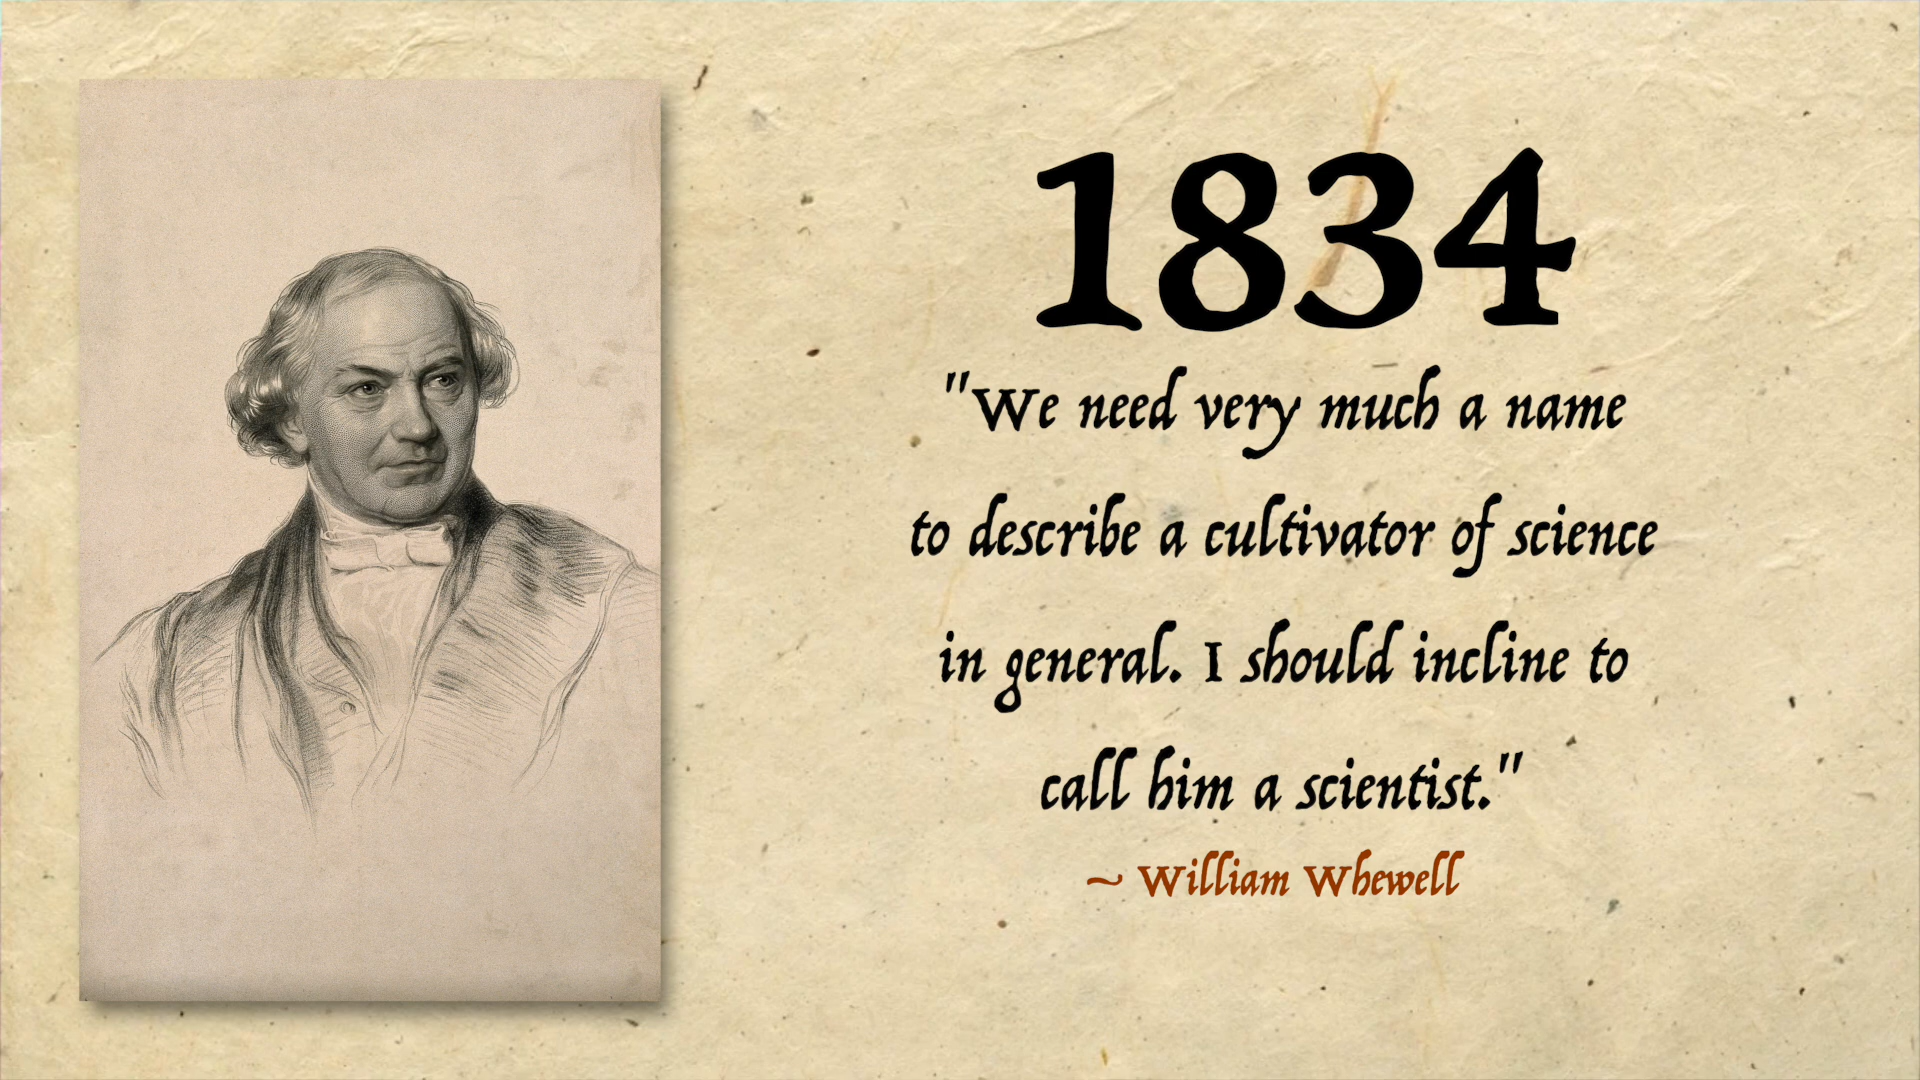 1834
"We need very much a name
to describe a cultivator of science
in general. I should incline to
call him a scientist."
~ William Whewell